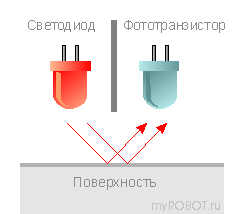 Светодиод Фототранзистор
Поверхность
myROBOT.ru